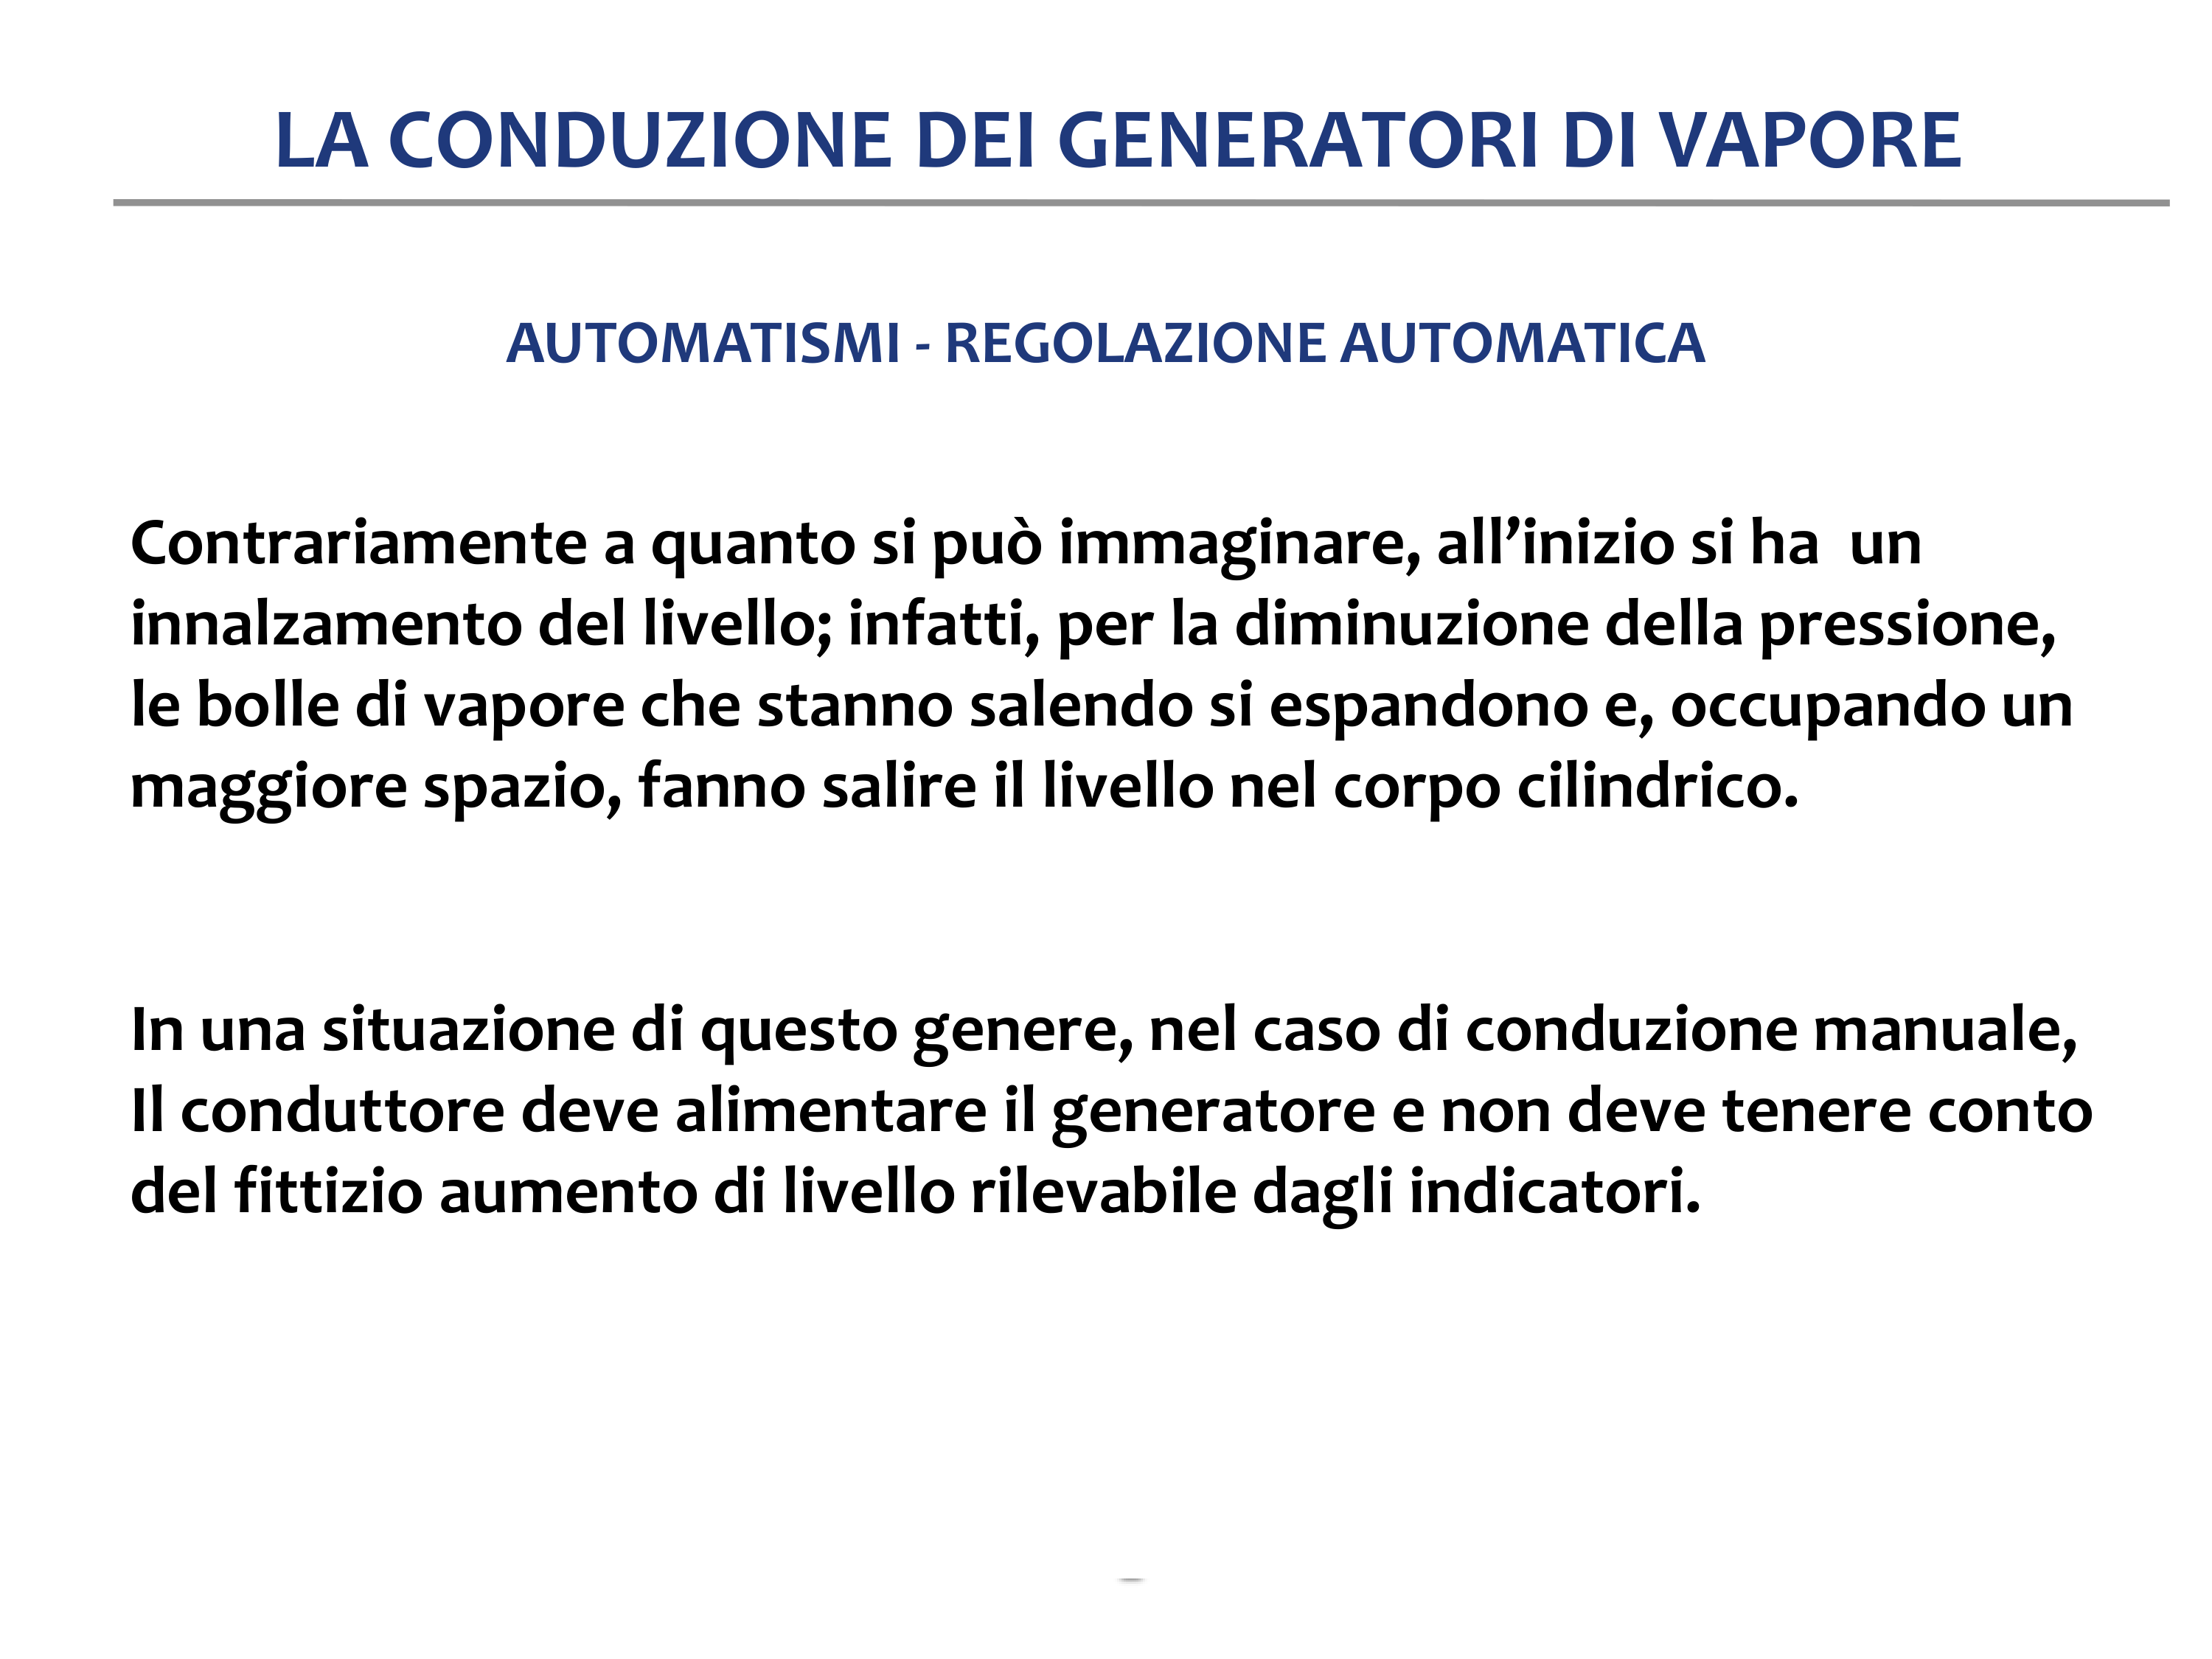 LA CONDUZIONE DEI GENERATORI DI VAPORE
AUTOMATISMI - REGOLAZIONE AUTOMATICA
Contrariamente a quanto si può immaginare, all’inizio si ha  un
innalzamento del livello; infatti, per la diminuzione della pressione,
le bolle di vapore che stanno salendo si espandono e, occupando un
maggiore spazio, fanno salire il livello nel corpo cilindrico.
In una situazione di questo genere, nel caso di conduzione manuale,
Il conduttore deve alimentare il generatore e non deve tenere conto
del fittizio aumento di livello rilevabile dagli indicatori.